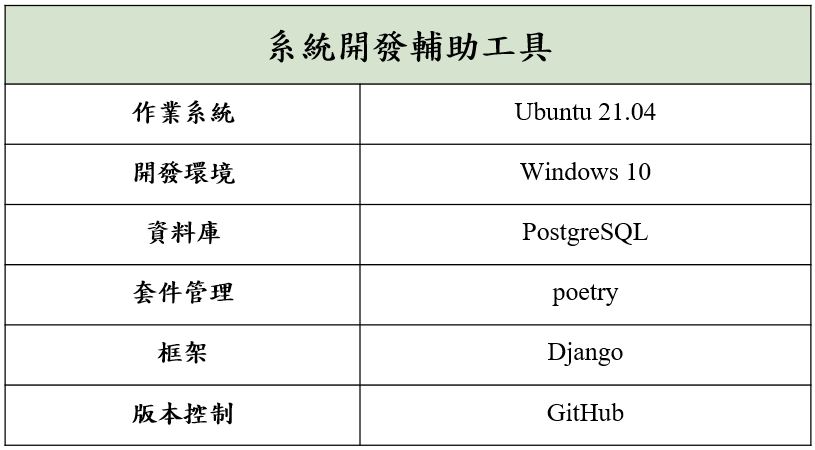 系統開發輔助工具
作業系統 Ubuntu 21.04
開發環境 Windows 10
資料庫 PostgreSQL
套件管理 poetry
框架 Django
版本控制 GitHub